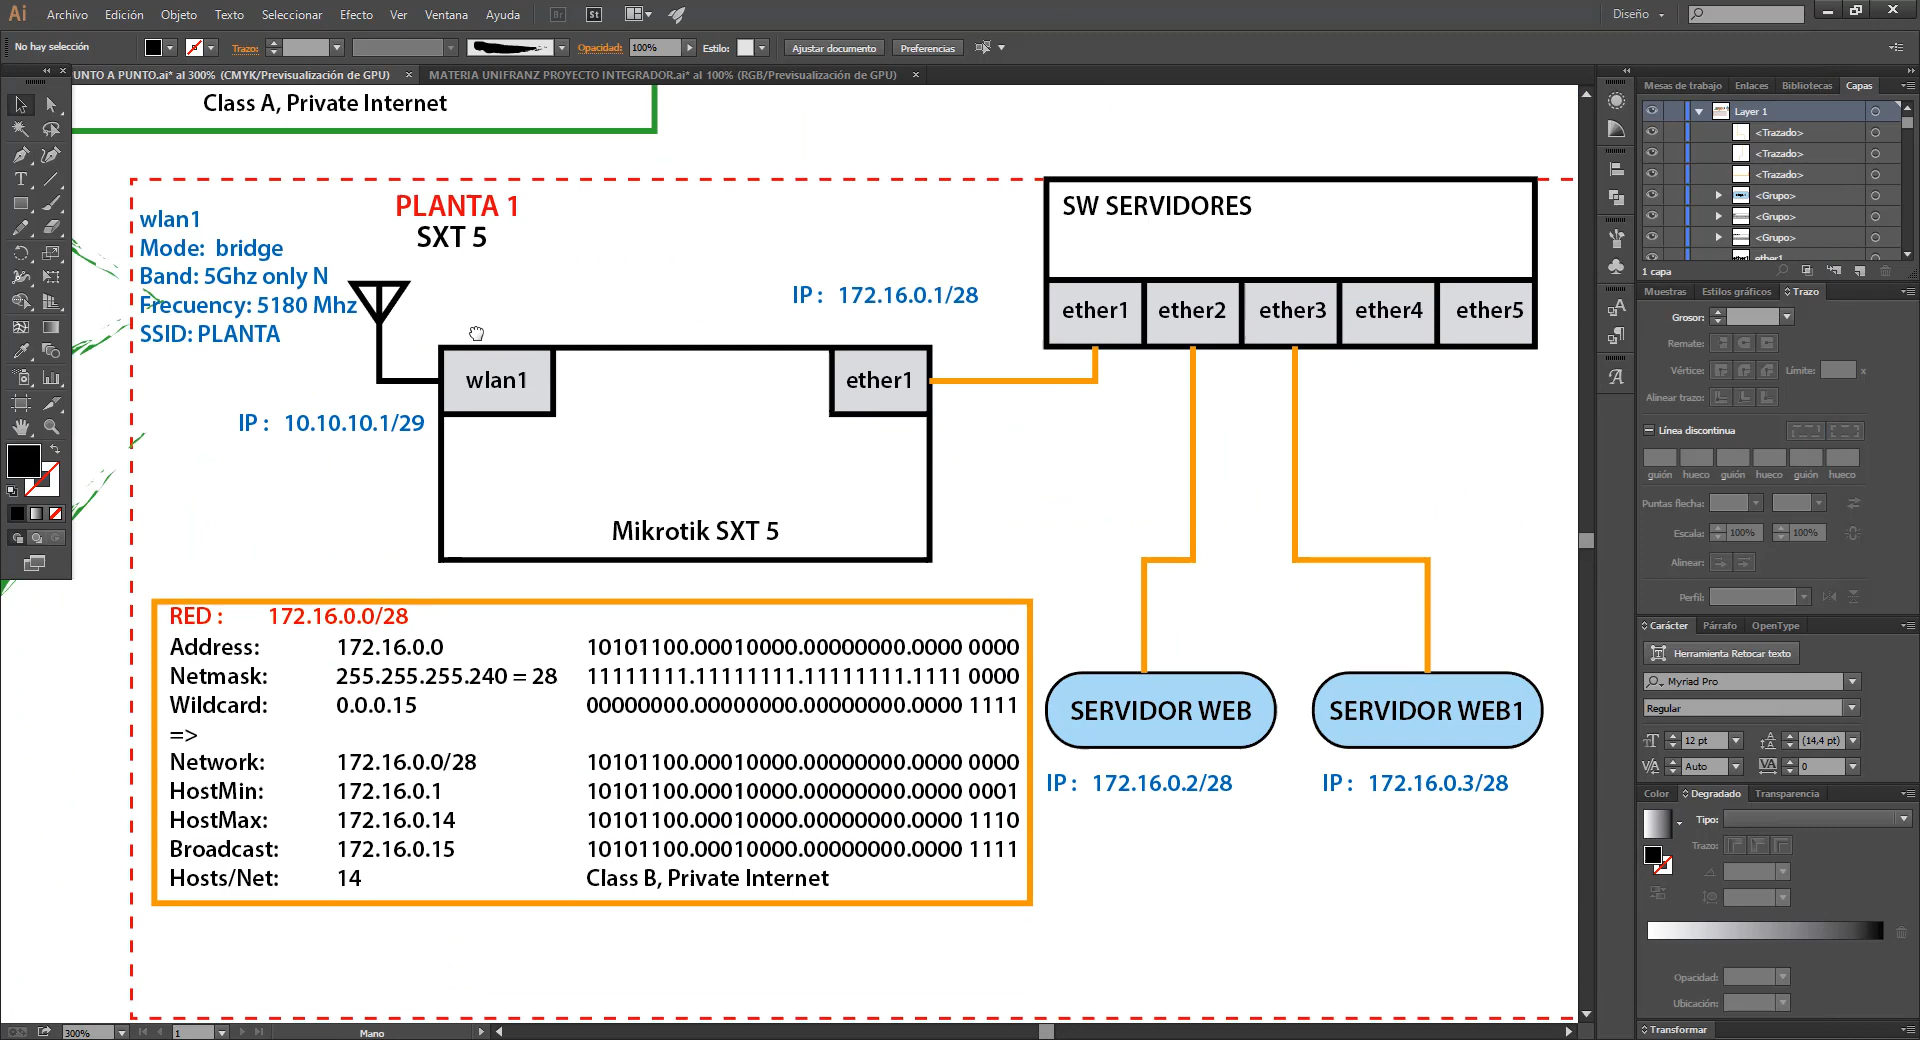 Ai Archivo Edición Objeto Texto Seleccionar Efecto Ver Ventana Ayuda Br St Diseño
No hay selección Trazo: Opacidad: 100% Estilo: Ajustar documento Preferencias
UNTO A PUNTO.ai* al 300% (CMYK/Previsualización de GPU) × MATERIA UNIFRANZ PROYECTO INTEGRADOR.ai* al 100% (RGB/Previsualización de GPU) ×
Class A, Private Internet
PLANTA 1
SXT 5
wlan1
Mode: bridge
Band: 5Ghz only N
Frecuency: 5180 Mhz
SSID: PLANTA
IP : 172.16.0.1/28
SW SERVIDORES
ether1 ether2 ether3 ether4 ether5
wlan1 ether1
IP : 10.10.10.1/29
Mikrotik SXT 5
RED : 172.16.0.0/28
Address: 172.16.0.0 10101100.00010000.00000000.0000 0000
Netmask: 255.255.255.240 = 28 11111111.11111111.11111111.1111 0000
Wildcard: 0.0.0.15 00000000.00000000.00000000.0000 1111
=>
Network: 172.16.0.0/28 10101100.00010000.00000000.0000 0000
HostMin: 172.16.0.1 10101100.00010000.00000000.0000 0001
HostMax: 172.16.0.14 10101100.00010000.00000000.0000 1110
Broadcast: 172.16.0.15 10101100.00010000.00000000.0000 1111
Hosts/Net: 14 Class B, Private Internet
SERVIDOR WEB SERVIDOR WEB1
IP : 172.16.0.2/28 IP : 172.16.0.3/28
300% 1 Mano
Mesas de trabajo Enlaces Bibliotecas Capas
Layer 1
<Trazado>
<Trazado>
<Trazado>
<Grupo>
<Grupo>
<Grupo>
ether1
1 capa
Muestras Estilos gráficos Trazo
Grosor:
Remate:
Vértice: Límite: x
Alinear trazo:
Línea discontinua
guión hueco guión hueco guión hueco
Puntas flecha:
Escala: 100% 100%
Alinear:
Perfil:
Carácter Párrafo OpenType
Herramienta Retocar texto
Myriad Pro
Regular
12 pt (14,4 pt)
Auto 0
Color Degradado Transparencia
Tipo:
Trazo:
Opacidad:
Ubicación:
Transformar